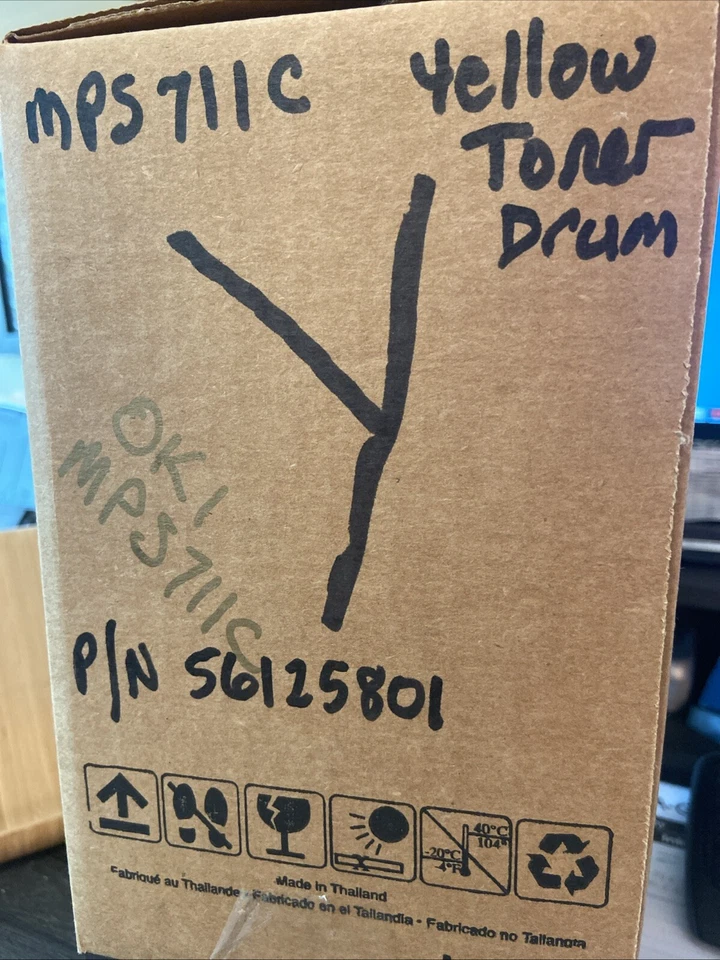 MPS711C
Yellow
Toner
Drum
Y
OKI
MPS711C
P/N 56125801
40°C
104°
-20°C
-4°F
Made in Thailand
Fabriqué au Thaïlande - Fabricado en el Tailandia - Fabricado no Tailandia